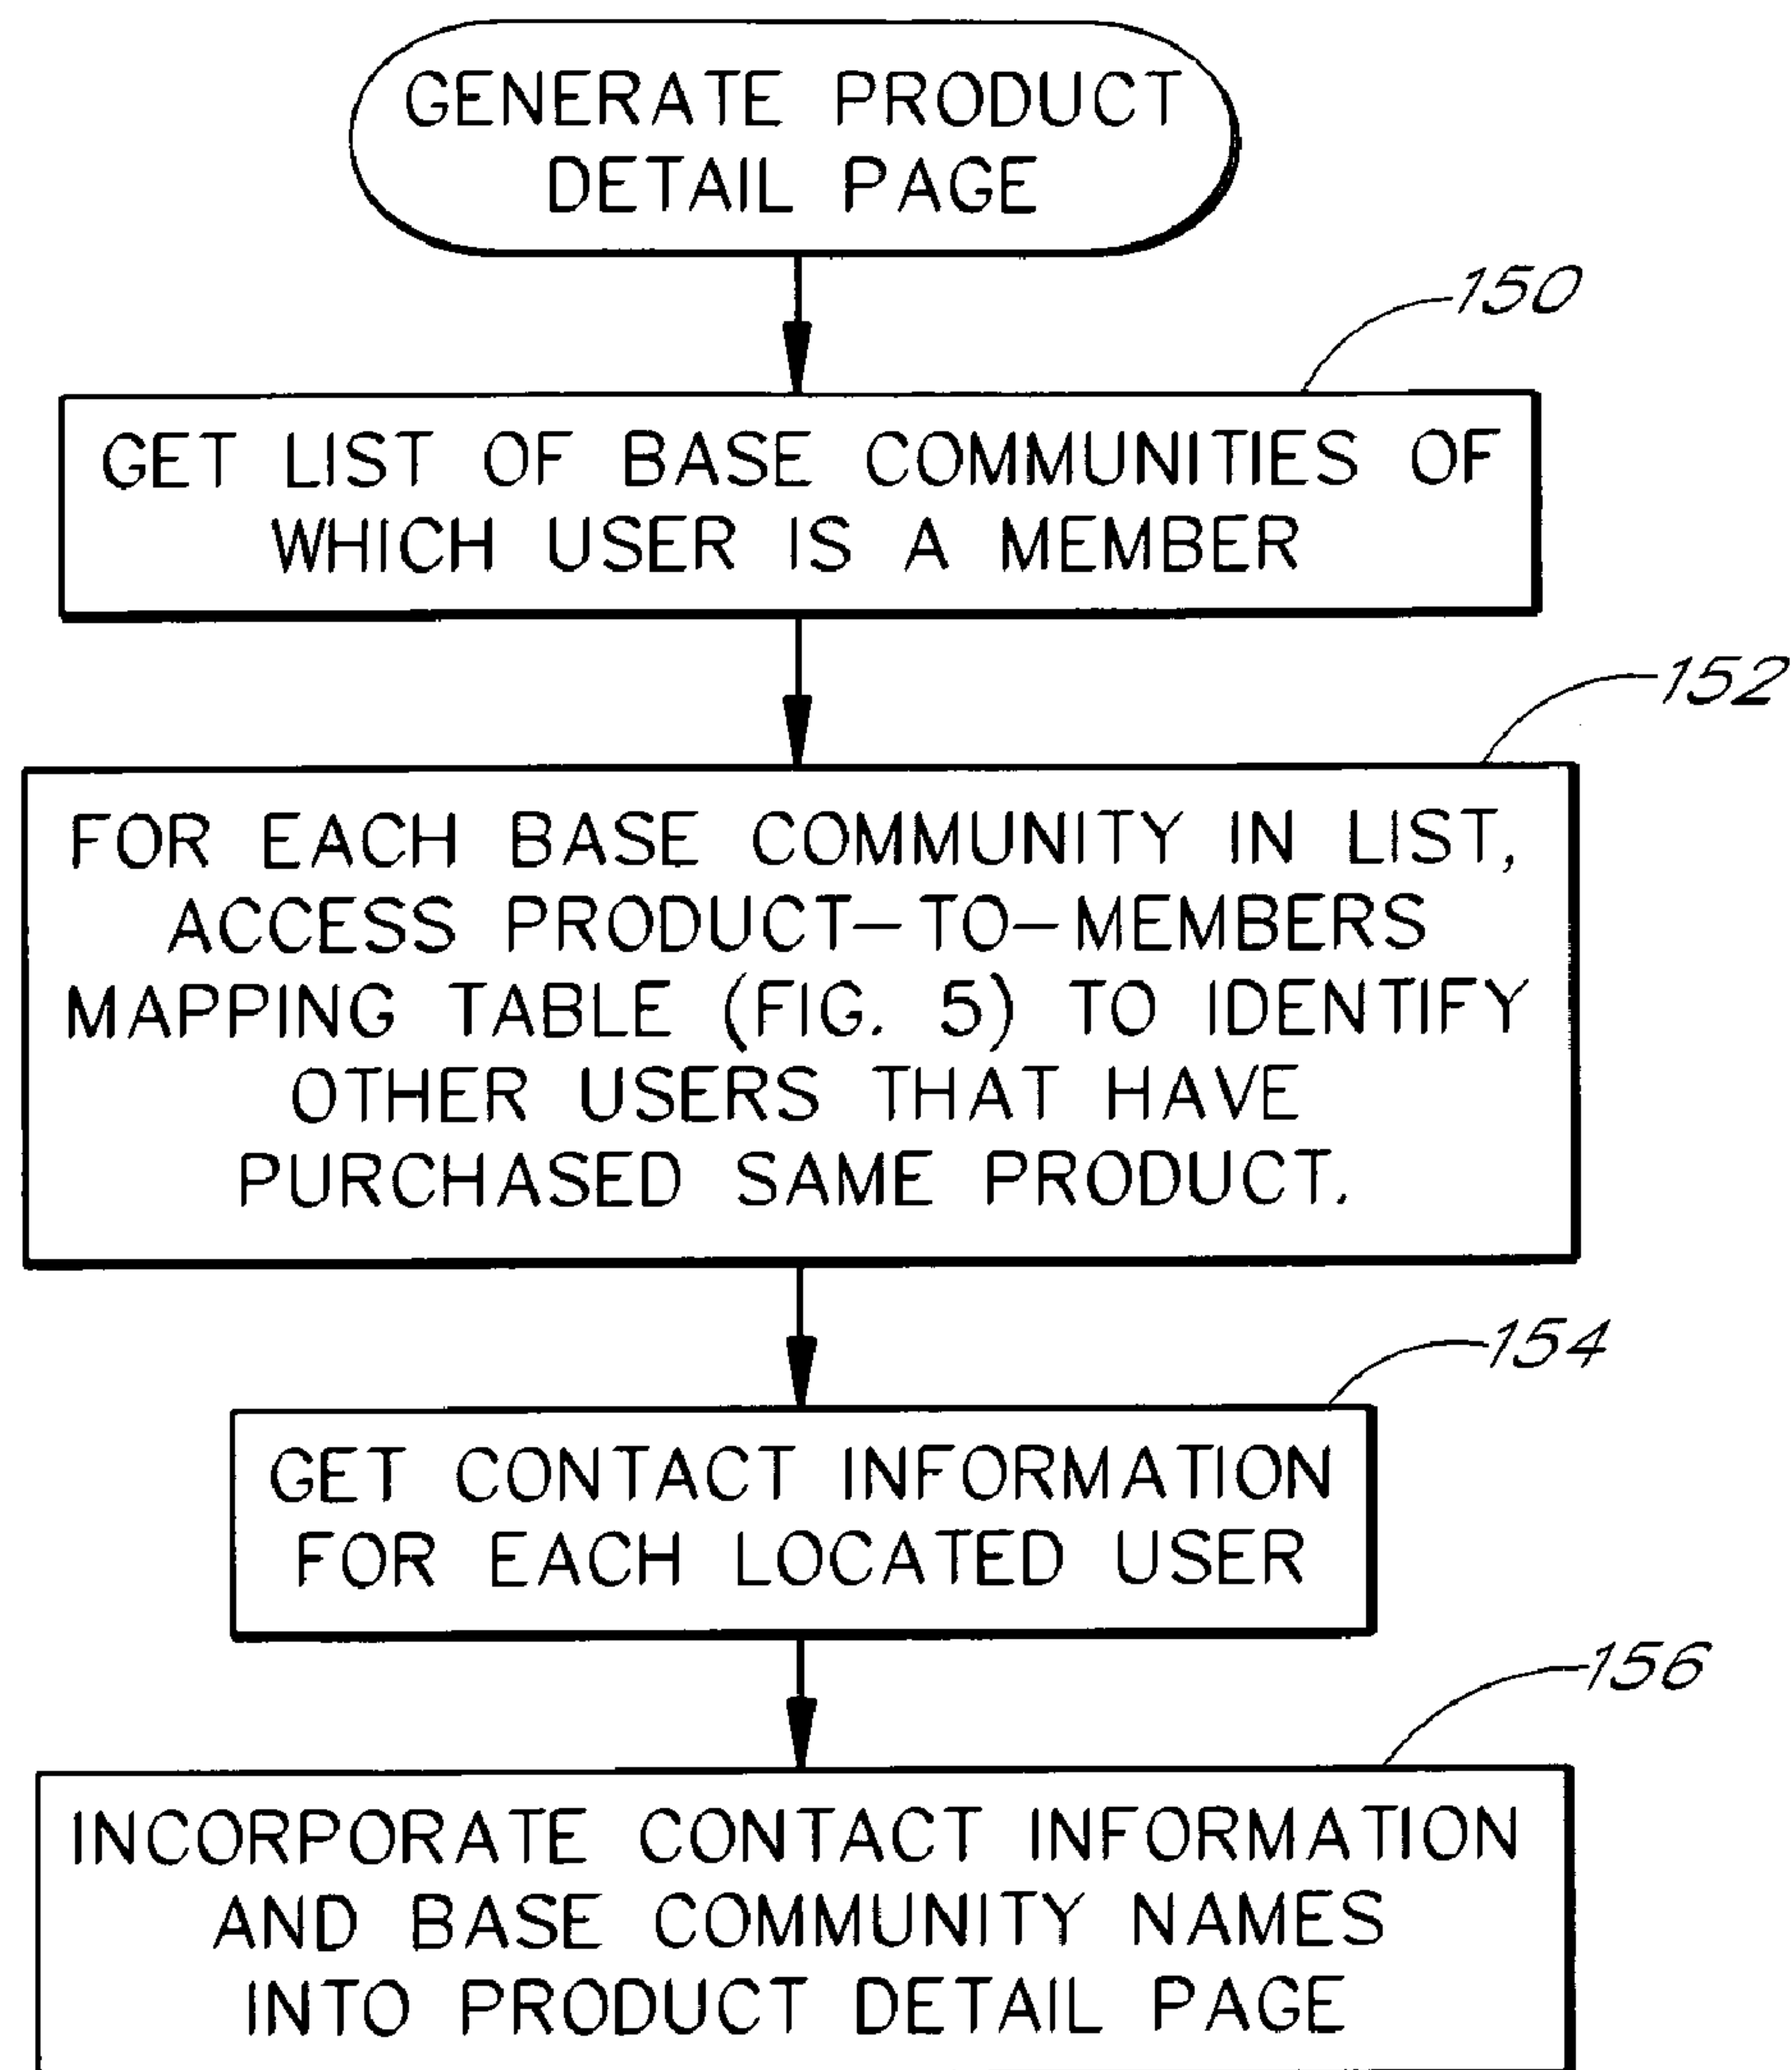 GENERATE PRODUCT
DETAIL PAGE
150
GET LIST OF BASE COMMUNITIES OF
WHICH USER IS A MEMBER
152
FOR EACH BASE COMMUNITY IN LIST,
ACCESS PRODUCT-TO-MEMBERS
MAPPING TABLE (FIG. 5) TO IDENTIFY
OTHER USERS THAT HAVE
PURCHASED SAME PRODUCT.
154
GET CONTACT INFORMATION
FOR EACH LOCATED USER
156
INCORPORATE CONTACT INFORMATION
AND BASE COMMUNITY NAMES
INTO PRODUCT DETAIL PAGE